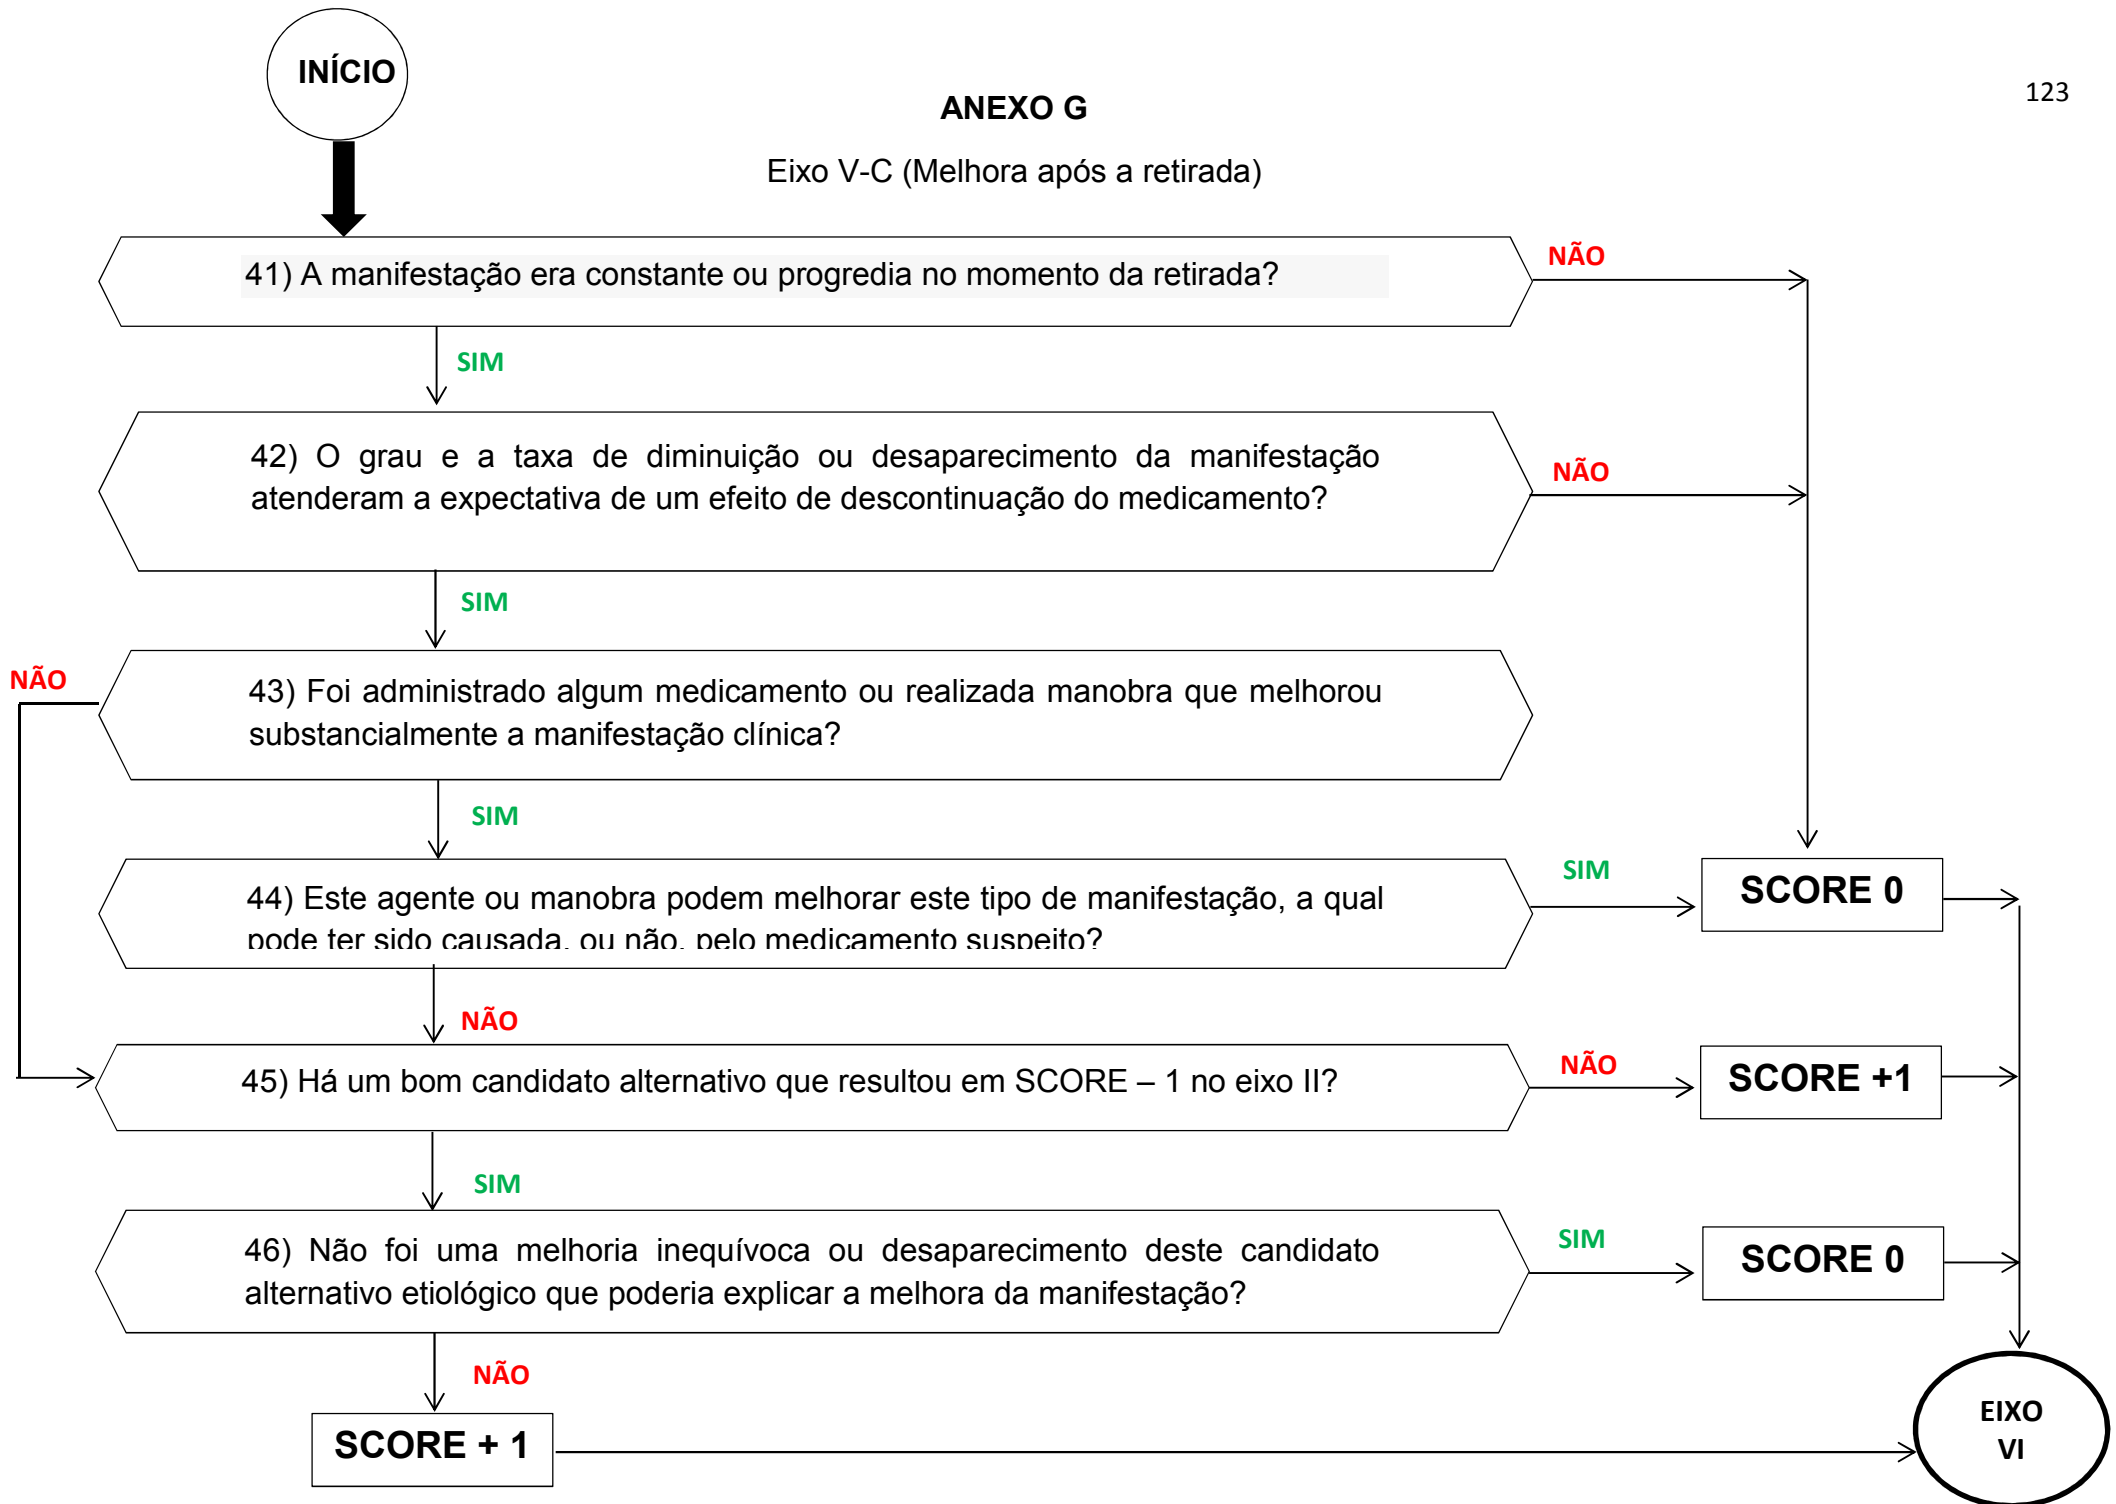 INÍCIO
123
ANEXO G
Eixo V-C (Melhora após a retirada)
41) A manifestação era constante ou progredia no momento da retirada?
NÃO
SIM
42) O grau e a taxa de diminuição ou desaparecimento da manifestação
atenderam a expectativa de um efeito de descontinuação do medicamento?
NÃO
SIM
43) Foi administrado algum medicamento ou realizada manobra que melhorou
substancialmente a manifestação clínica?
NÃO
SIM
44) Este agente ou manobra podem melhorar este tipo de manifestação, a qual
pode ter sido causada, ou não, pelo medicamento suspeito?
SIM
SCORE 0
NÃO
45) Há um bom candidato alternativo que resultou em SCORE – 1 no eixo II?
NÃO
SCORE +1
SIM
46) Não foi uma melhoria inequívoca ou desaparecimento deste candidato
alternativo etiológico que poderia explicar a melhora da manifestação?
SIM
SCORE 0
NÃO
SCORE + 1
EIXO
VI